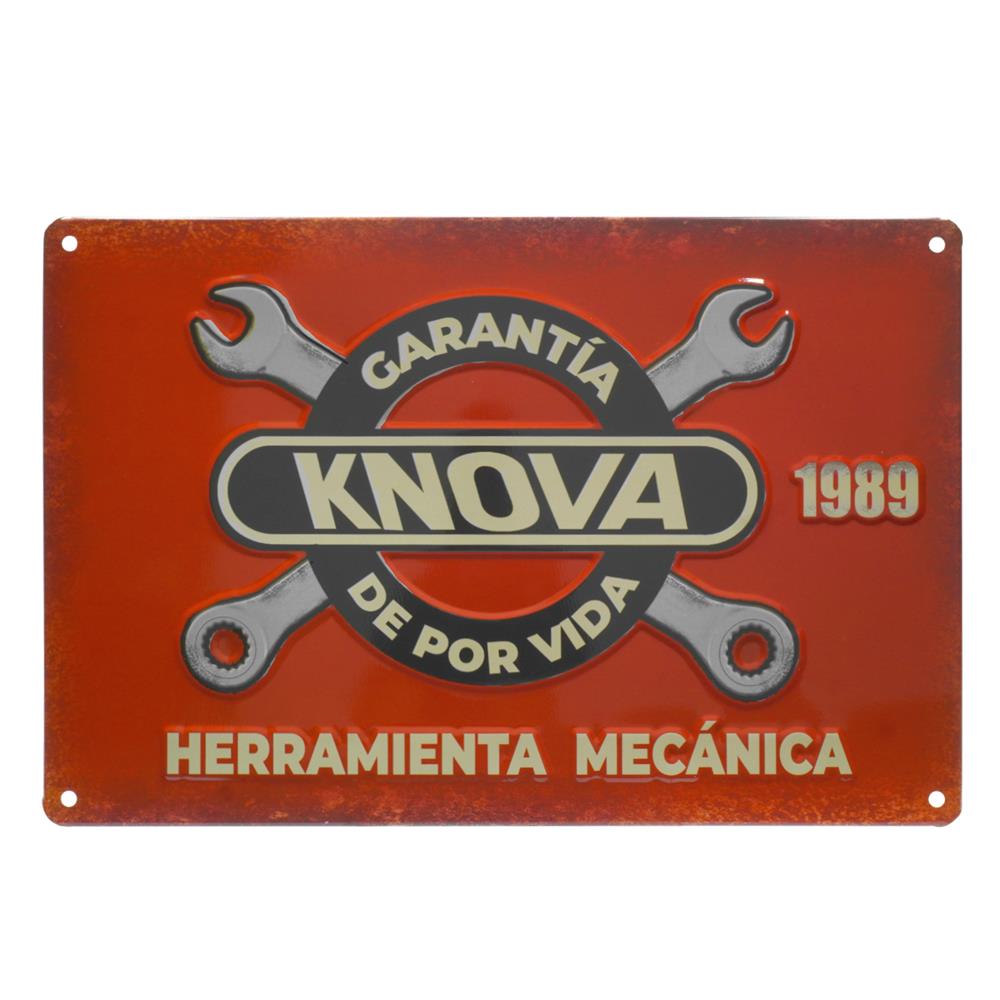 GARANTÍA
KNOVA
1989
DE POR VIDA
HERRAMIENTA MECÁNICA